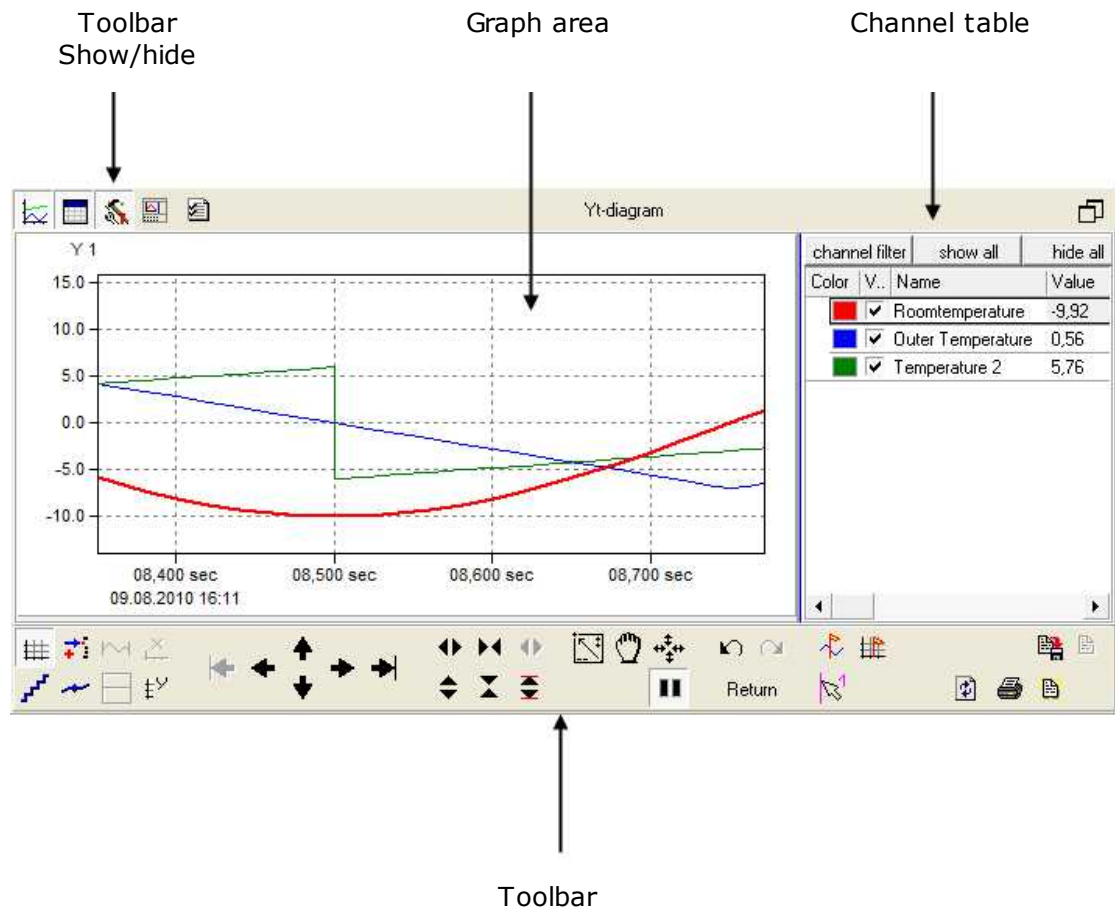 Toolbar
Show/hide
Graph area
Channel table
Yt-diagram
Y 1
15.0
10.0
5.0
0.0
-5.0
-10.0
08,400 sec
08,500 sec
08,600 sec
08,700 sec
09.08.2010 16:11
channel filter
show all
hide all
Color V.. Name Value
Roomtemperature -9,92
Outer Temperature 0,56
Temperature 2 5,76
X
Y
Return
1
Toolbar